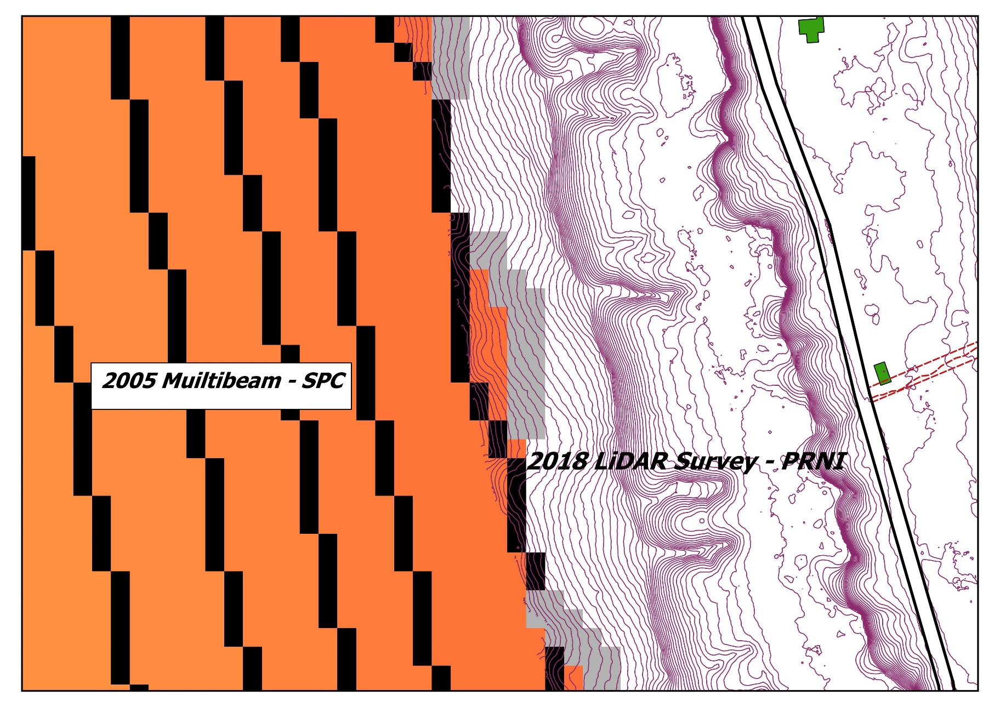 2005 Muiltibeam - SPC
2018 LiDAR Survey - PRNI